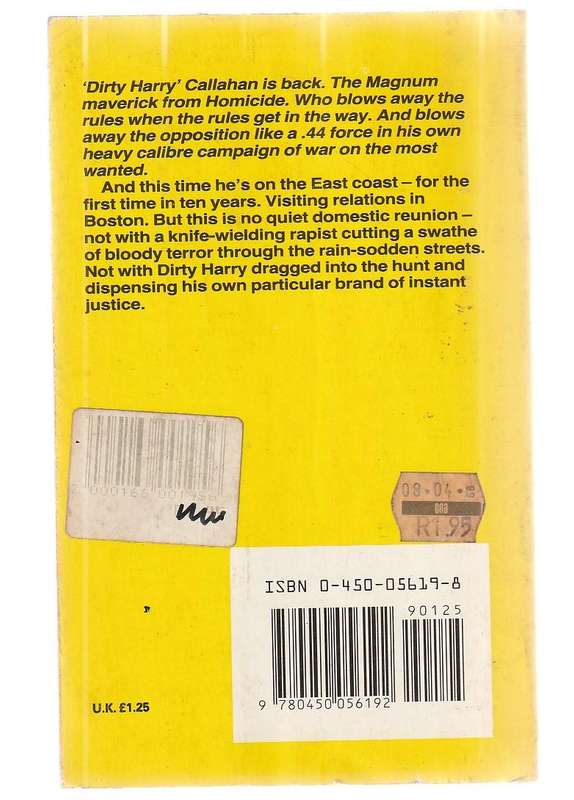 'Dirty Harry' Callahan is back. The Magnum
maverick from Homicide. Who blows away the
rules when the rules get in the way. And blows
away the opposition like a .44 force in his own
heavy calibre campaign of war on the most
wanted.
And this time he's on the East coast – for the
first time in ten years. Visiting relations in
Boston. But this is no quiet domestic reunion –
not with a knife-wielding rapist cutting a swathe
of bloody terror through the rain-sodden streets.
Not with Dirty Harry dragged into the hunt and
dispensing his own particular brand of instant
justice.
08·04·
R1.95
ISBN 0-450-05619-8
90125
9 780450 056192
U.K. £1.25